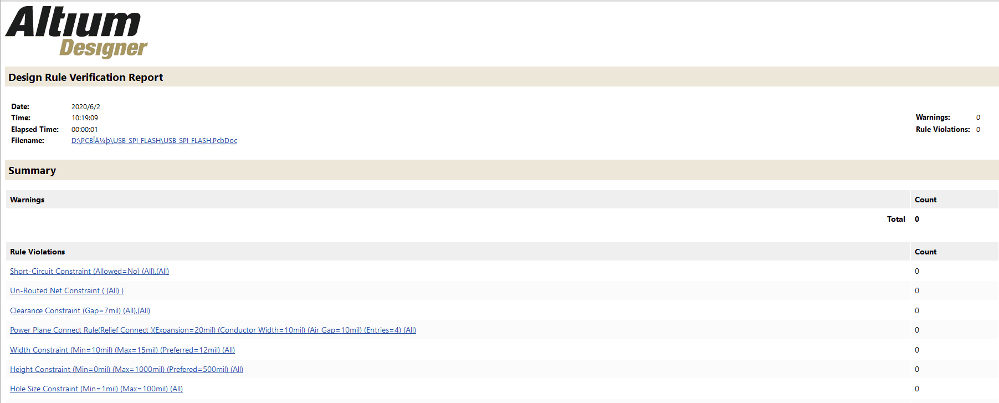 Altium
Designer
Design Rule Verification Report
Date: 2020/6/2
Time: 10:19:09
Elapsed Time: 00:00:01
Filename: D:\PCBÎÄ¼þ\USB_SPI_FLASH\USB_SPI_FLASH.PcbDoc
Warnings: 0
Rule Violations: 0
Summary
Warnings Count
Total 0
Rule Violations Count
Short-Circuit Constraint (Allowed=No) (All),(All) 0
Un-Routed Net Constraint ( (All) ) 0
Clearance Constraint (Gap=7mil) (All),(All) 0
Power Plane Connect Rule(Relief Connect )(Expansion=20mil) (Conductor Width=10mil) (Air Gap=10mil) (Entries=4) (All) 0
Width Constraint (Min=10mil) (Max=15mil) (Preferred=12mil) (All) 0
Height Constraint (Min=0mil) (Max=1000mil) (Prefered=500mil) (All) 0
Hole Size Constraint (Min=1mil) (Max=100mil) (All) 0